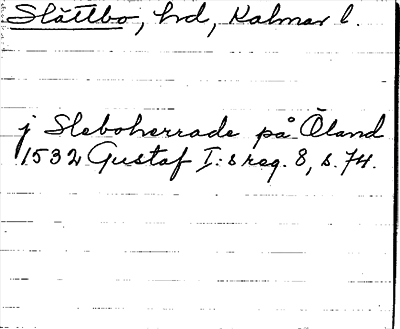 Slättbo, hd, Kalmar l.
j Sleboherrade på Öland
1532 Gustaf I:s reg. 8, s. 74.